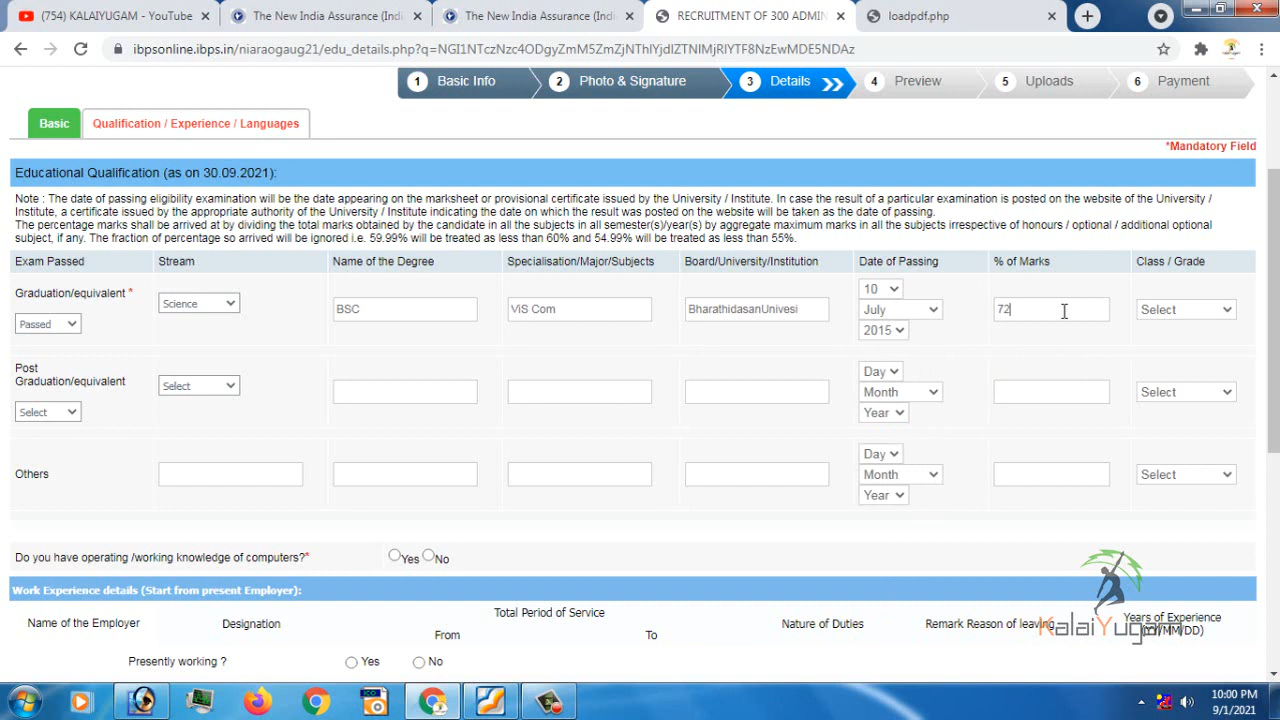 (754) KALAIYUGAM - YouTube
The New India Assurance (Indi
The New India Assurance (Indi
RECRUITMENT OF 300 ADMIN
loadpdf.php
ibpsonline.ibps.in/niaraogaug21/edu_details.php?q=NGI1NTczNzc4ODgyZmM5ZmZjNThlYjdlZTNlMjRlYTF8NzEwMDE5NDAz
1 Basic Info
2 Photo & Signature
3 Details
4 Preview
5 Uploads
6 Payment
Basic
Qualification / Experience / Languages
*Mandatory Field
Educational Qualification (as on 30.09.2021):
Note : The date of passing eligibility examination will be the date appearing on the marksheet or provisional certificate issued by the University / Institute. In case the result of a particular examination is posted on the website of the University /
Institute, a certificate issued by the appropriate authority of the University / Institute indicating the date on which the result was posted on the website will be taken as the date of passing.
The percentage marks shall be arrived at by dividing the total marks obtained by the candidate in all the subjects in all semester(s)/year(s) by aggregate maximum marks in all the subjects irrespective of honours / optional / additional optional
subject, if any. The fraction of percentage so arrived will be ignored i.e. 59.99% will be treated as less than 60% and 54.99% will be treated as less than 55%.
Exam Passed Stream Name of the Degree Specialisation/Major/Subjects Board/University/Institution Date of Passing % of Marks Class / Grade
Graduation/equivalent *
Passed
Science
BSC
VIS Com
BharathidasanUnivesi
10
July
2015
72
Select
Post
Graduation/equivalent
Select
Select
Day
Month
Year
Select
Others
Day
Month
Year
Select
Do you have operating /working knowledge of computers?*
Yes No
Work Experience details (Start from present Employer):
Name of the Employer
Designation
Total Period of Service
From To
Nature of Duties
Remark Reason of leaving
Years of Experience
(YY/MM/DD)
Presently working ?
Yes No
KalaiYugam
10:00 PM
9/1/2021